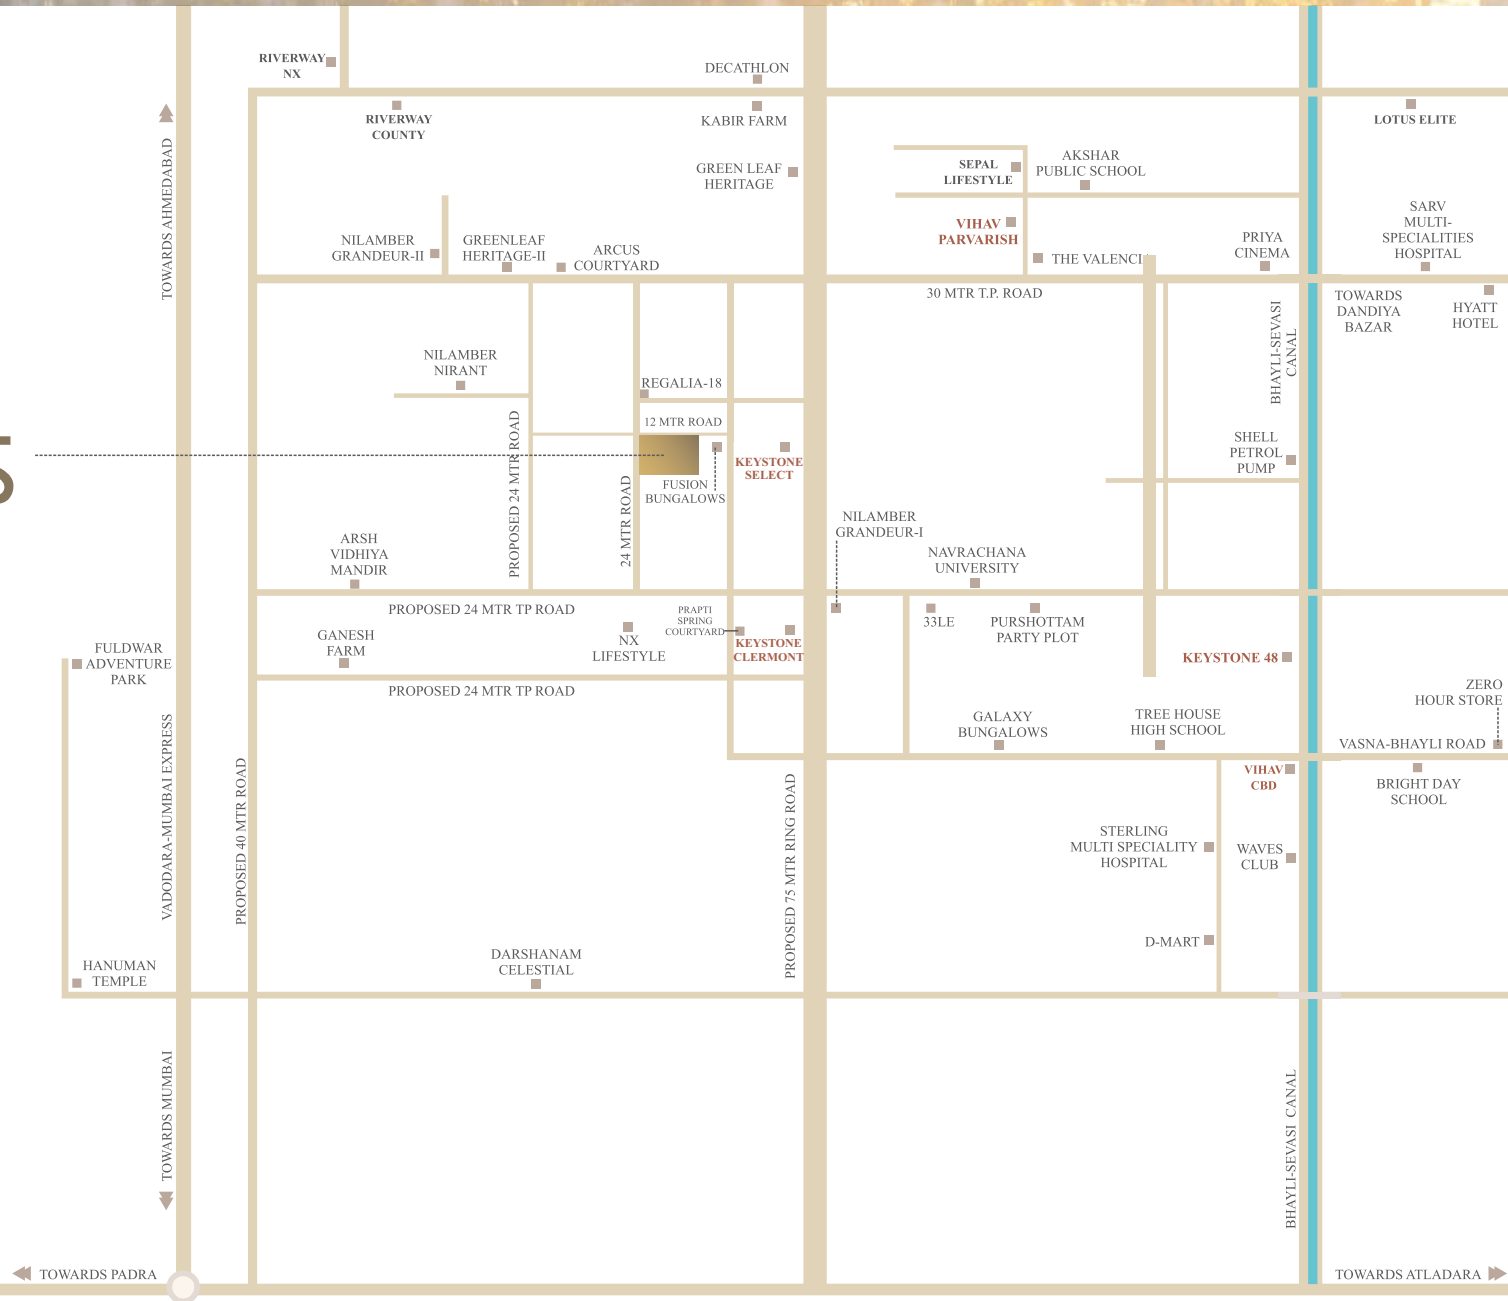 RIVERWAY
NX
DECATHLON
RIVERWAY
COUNTY
KABIR FARM
LOTUS ELITE
GREEN LEAF
HERITAGE
SEPAL
LIFESTYLE
AKSHAR
PUBLIC SCHOOL
TOWARDS AHMEDABAD
VIHAV
PARVARISH
SARV
MULTI-
SPECIALITIES
HOSPITAL
NILAMBER
GRANDEUR-II
GREENLEAF
HERITAGE-II
ARCUS
COURTYARD
THE VALENCI
PRIYA
CINEMA
30 MTR T.P. ROAD
TOWARDS
DANDIYA
BAZAR
HYATT
HOTEL
BHAYLI-SEVASI
CANAL
NILAMBER
NIRANT
REGALIA-18
12 MTR ROAD
PROPOSED 24 MTR ROAD
24 MTR ROAD
FUSION
BUNGALOWS
KEYSTONE
SELECT
SHELL
PETROL
PUMP
NILAMBER
GRANDEUR-I
ARSH
VIDHIYA
MANDIR
NAVRACHANA
UNIVERSITY
PROPOSED 24 MTR TP ROAD
PRAPTI
SPRING
COURTYARD
33LE
PURSHOTTAM
PARTY PLOT
GANESH
FARM
NX
LIFESTYLE
KEYSTONE
CLERMONT
KEYSTONE 48
FULDWAR
ADVENTURE
PARK
PROPOSED 24 MTR TP ROAD
ZERO
HOUR STORE
GALAXY
BUNGALOWS
TREE HOUSE
HIGH SCHOOL
VASNA-BHAYLI ROAD
VADODARA-MUMBAI EXPRESS
PROPOSED 40 MTR ROAD
PROPOSED 75 MTR RING ROAD
VIHAV
CBD
BRIGHT DAY
SCHOOL
STERLING
MULTI SPECIALITY
HOSPITAL
WAVES
CLUB
D-MART
HANUMAN
TEMPLE
DARSHANAM
CELESTIAL
TOWARDS MUMBAI
BHAYLI-SEVASI CANAL
TOWARDS PADRA
TOWARDS ATLADARA